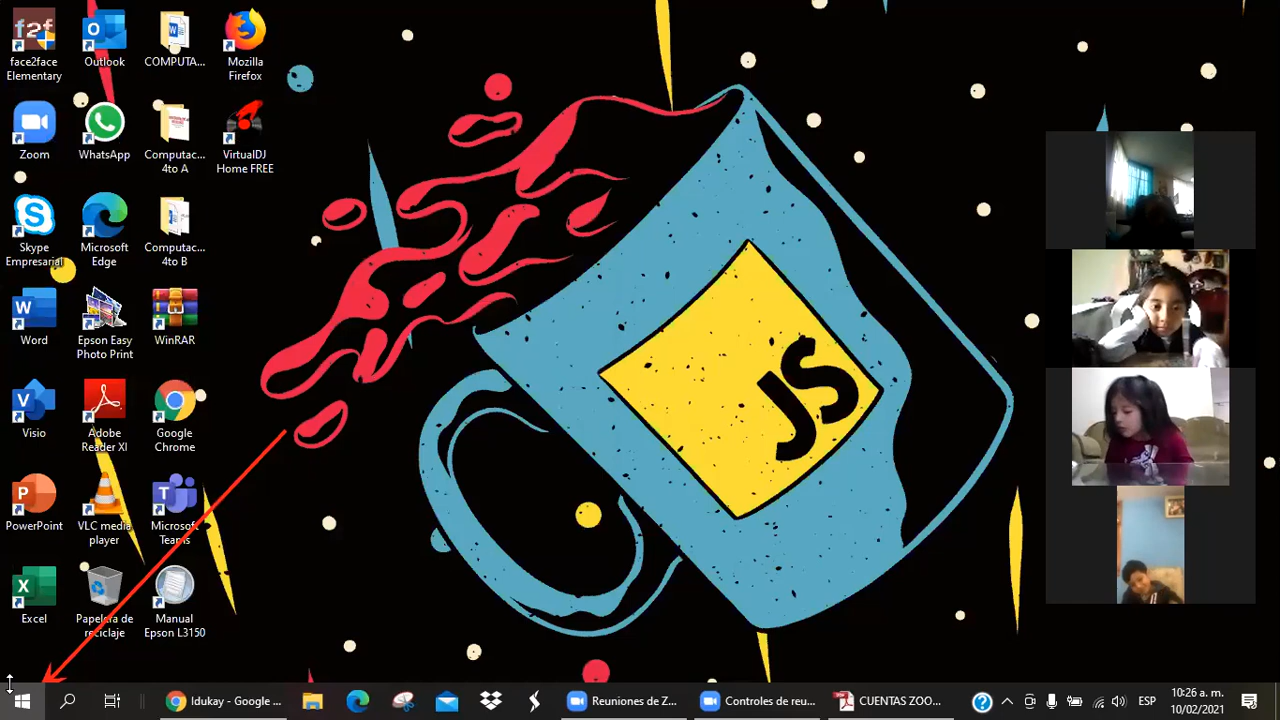 f2f
face2face
Elementary
Outlook
COMPUTA...
Mozilla
Firefox
Zoom
WhatsApp
Computac...
4to A
VirtualDJ
Home FREE
Skype
Empresarial
Microsoft
Edge
Computac...
4to B
Word
Epson Easy
Photo Print
WinRAR
Visio
Adobe
Reader XI
Google
Chrome
PowerPoint
VLC media
player
Microsoft
Teams
Excel
Papelera de
reciclaje
Manual
Epson L3150
JS
Idukay - Google ...
Reuniones de Z...
Controles de reu...
CUENTAS ZOO...
ESP
10:26 a. m.
10/02/2021